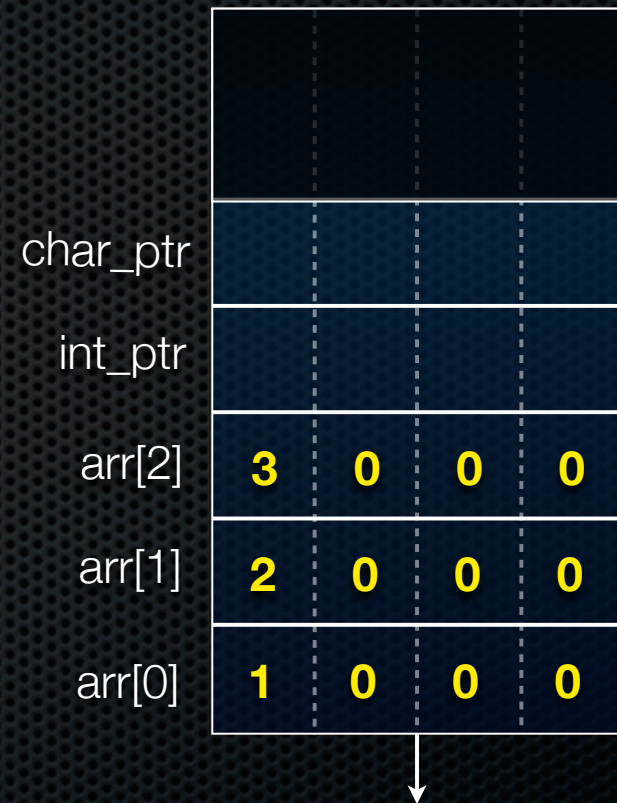 char_ptr
int_ptr
arr[2] 3 0 0 0
arr[1] 2 0 0 0
arr[0] 1 0 0 0